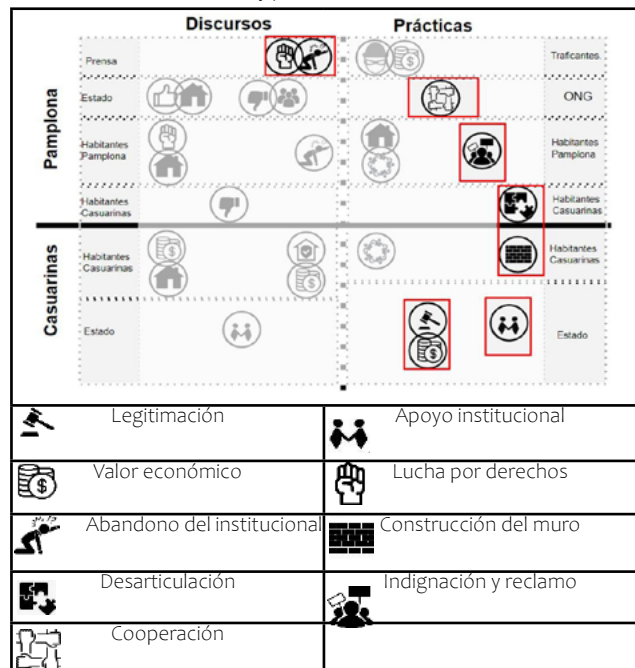 Discursos
Prácticas
Pamplona
Prensa
Traficantes.
Estado
ONG
Habitantes
Pamplona
Habitantes
Pamplona
Habitantes
Casuarinas
Habitantes
Casuarinas
Casuarinas
Habitantes
Casuarinas
Habitantes
Casuarinas
Estado
Estado
Legitimación
Apoyo institucional
Valor económico
Lucha por derechos
Abandono del institucional
Construcción del muro
Desarticulación
Indignación y reclamo
Cooperación